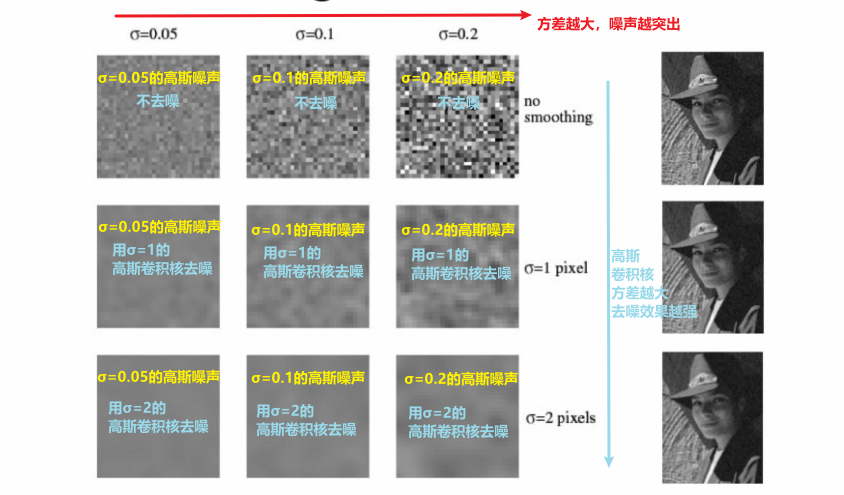 方差越大，噪声越突出
σ=0.05
σ=0.1
σ=0.2
σ=0.05的高斯噪声
不去噪
σ=0.1的高斯噪声
不去噪
σ=0.2的高斯噪声
不去噪
no
smoothing
σ=0.05的高斯噪声
用σ=1的
高斯卷积核去噪
σ=0.1的高斯噪声
用σ=1的
高斯卷积核去噪
σ=0.2的高斯噪声
用σ=1的
高斯卷积核去噪
σ=1 pixel
高斯
卷积核
方差越大
去噪效果越强
σ=0.05的高斯噪声
用σ=2的
高斯卷积核去噪
σ=0.1的高斯噪声
用σ=2的
高斯卷积核去噪
σ=0.2的高斯噪声
用σ=2的
高斯卷积核去噪
σ=2 pixels